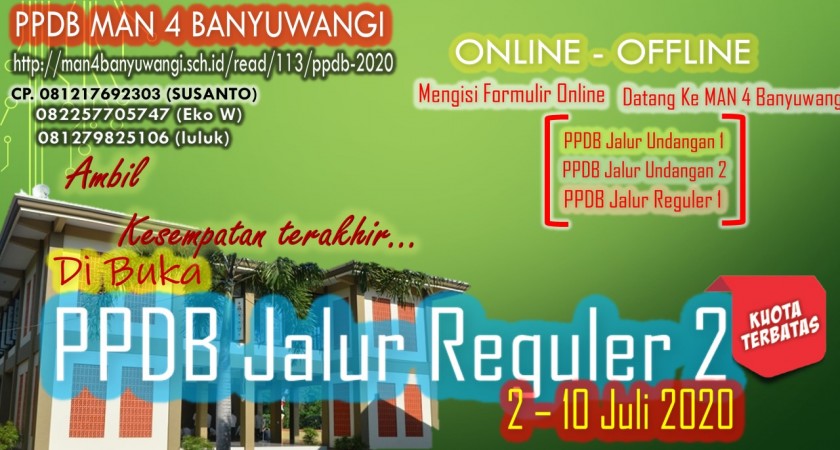 PPDB MAN 4 BANYUWANGI
http://man4banyuwangi.sch.id/read/113/ppdb-2020
CP. 081217692303 (SUSANTO)
082257705747 (Eko W)
081279825106 (luluk)
ONLINE - OFFLINE
Mengisi Formulir Online
Datang Ke MAN 4 Banyuwang
PPDB Jalur Undangan 1
PPDB Jalur Undangan 2
PPDB Jalur Reguler 1
Ambil
Kesempatan terakhir...
Di Buka
PPDB Jalur Reguler 2
KUOTA
TERBATAS
2 – 10 Juli 2020